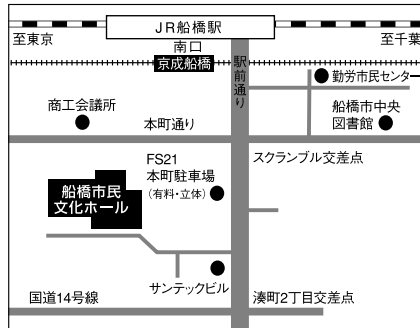 JR船橋駅
至東京
南口
至千葉
京成船橋
駅前通り
勤労市民センター
商工会議所
船橋市中央
図書館
本町通り
FS21
本町駐車場
(有料・立体)
スクランブル交差点
船橋市民
文化ホール
サンテックビル
国道14号線
湊町2丁目交差点